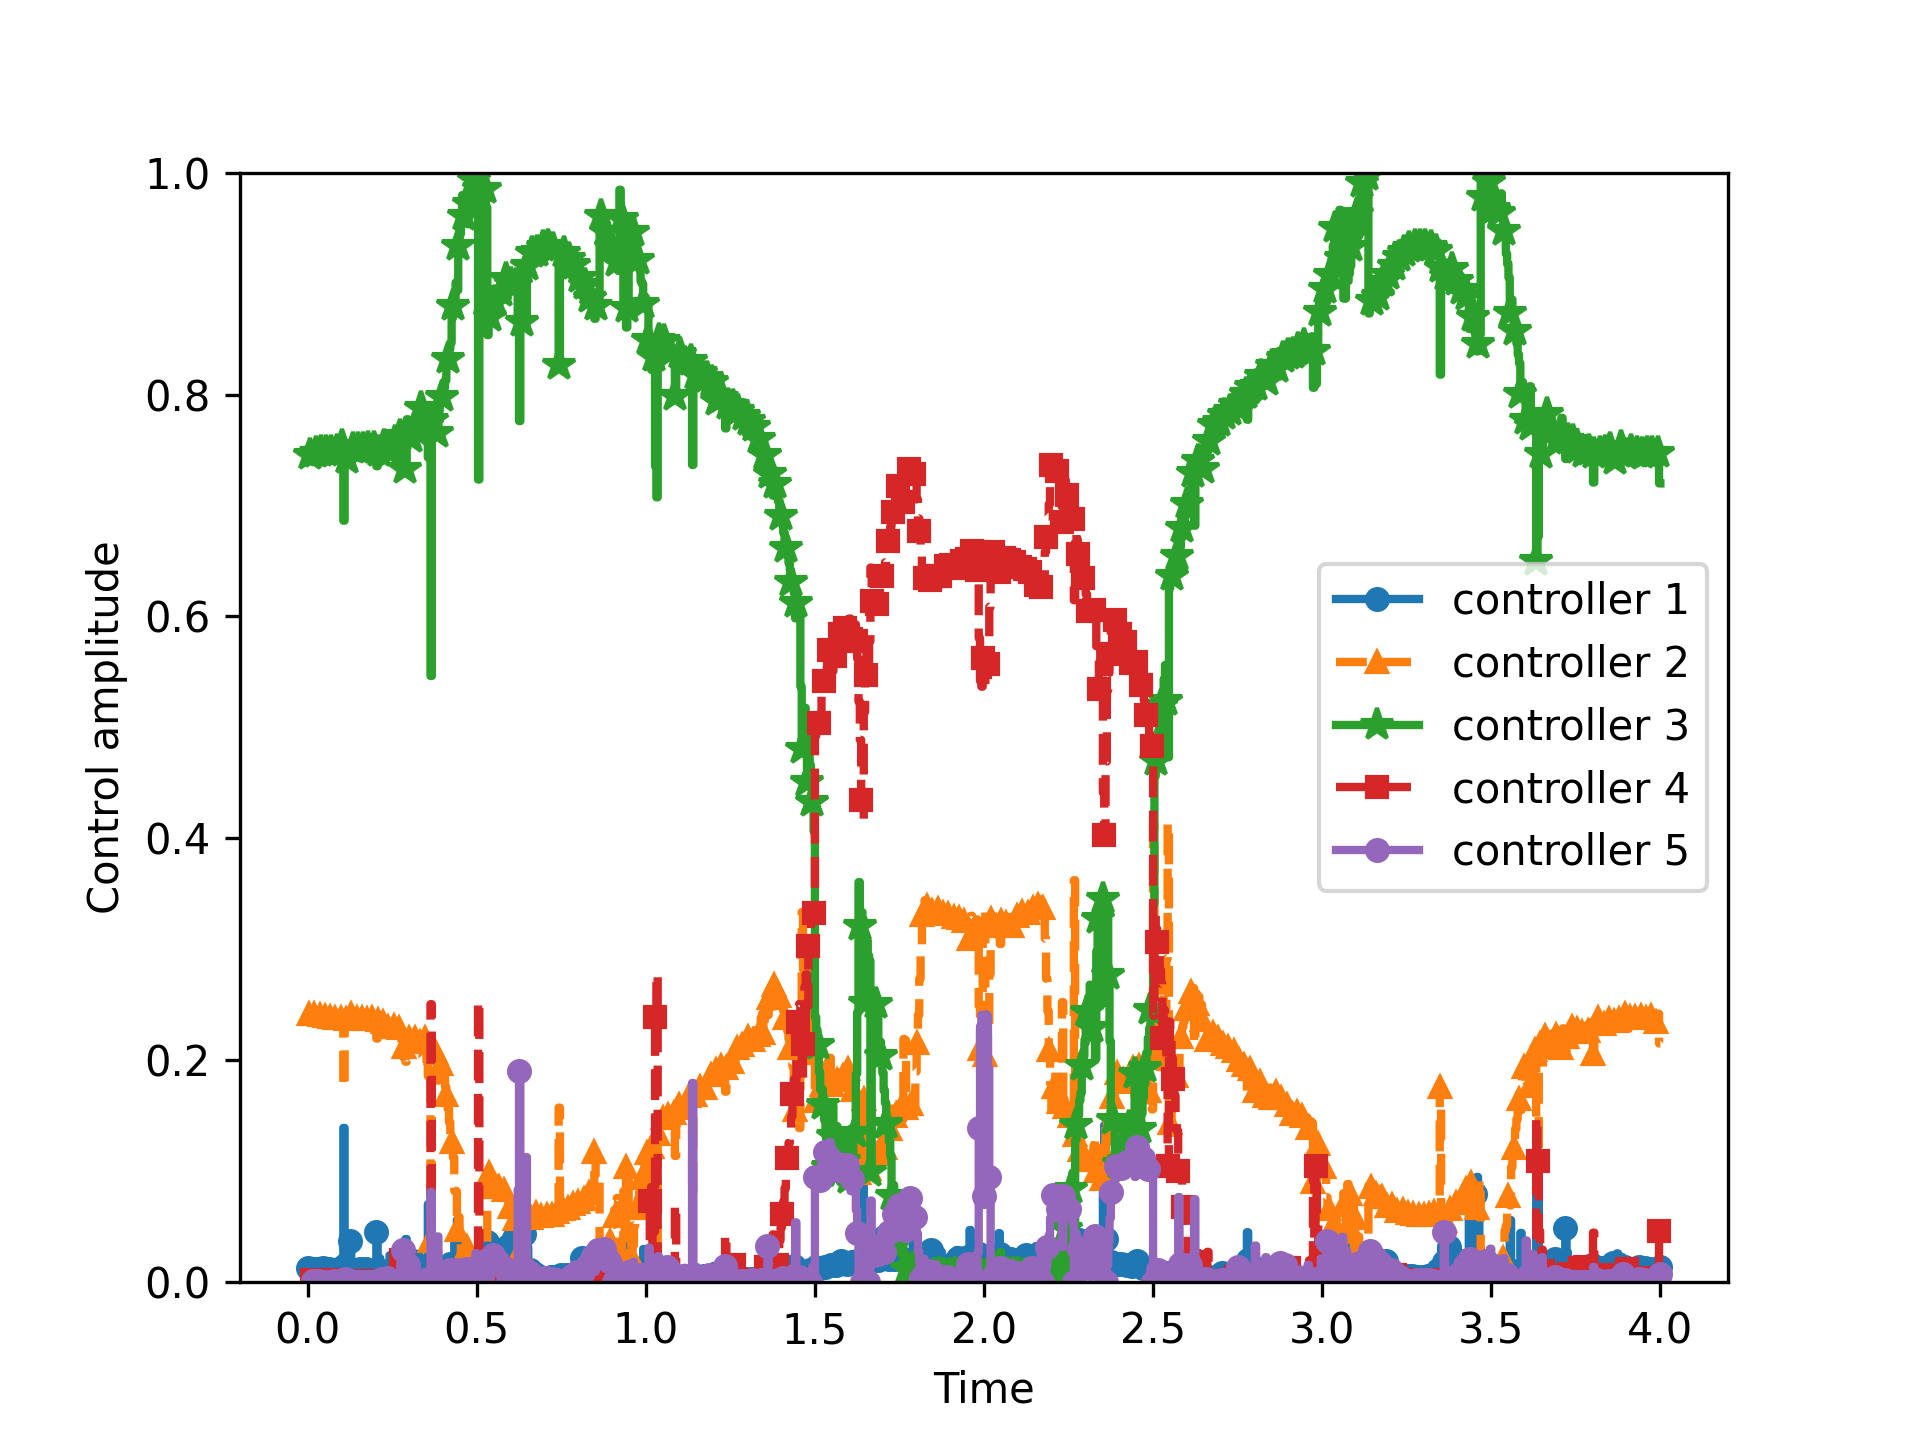 1.0
0.8
0.6
0.4
0.2
0.0
Control amplitude
controller 1
controller 2
controller 3
controller 4
controller 5
0.0 0.5 1.0 1.5 2.0 2.5 3.0 3.5 4.0
Time